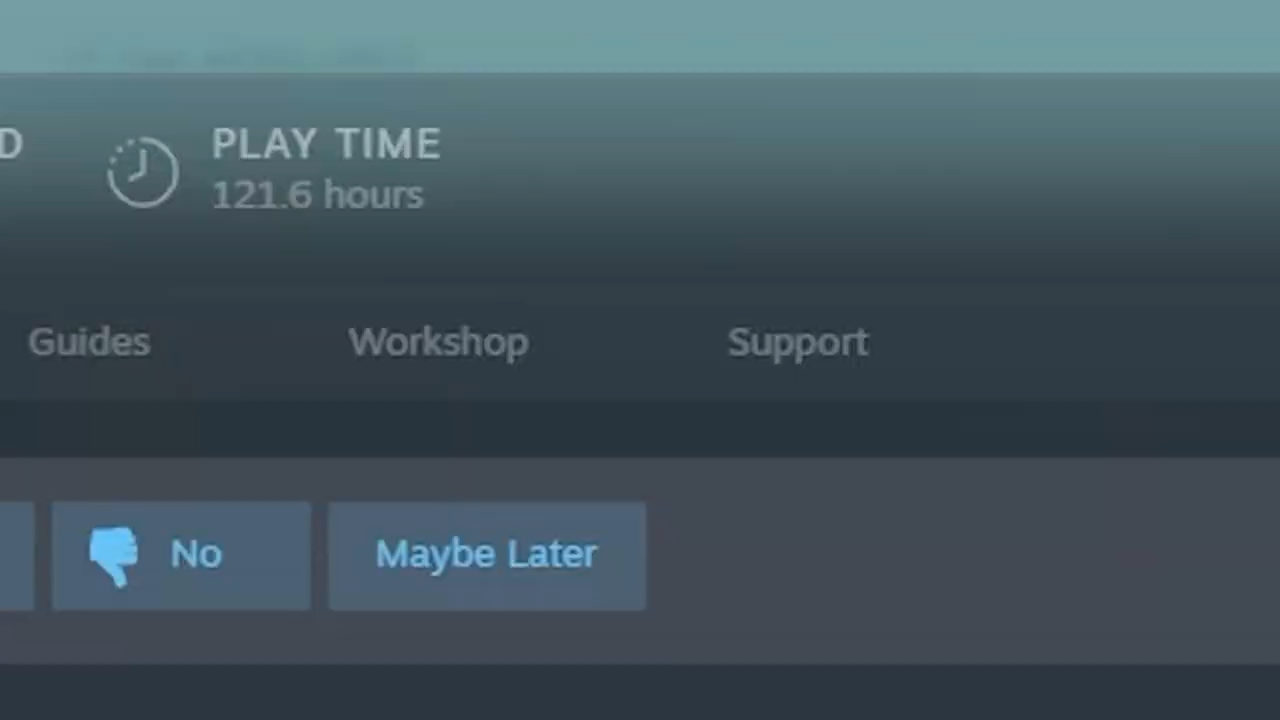 D
PLAY TIME
121.6 hours
Guides Workshop Support
No Maybe Later